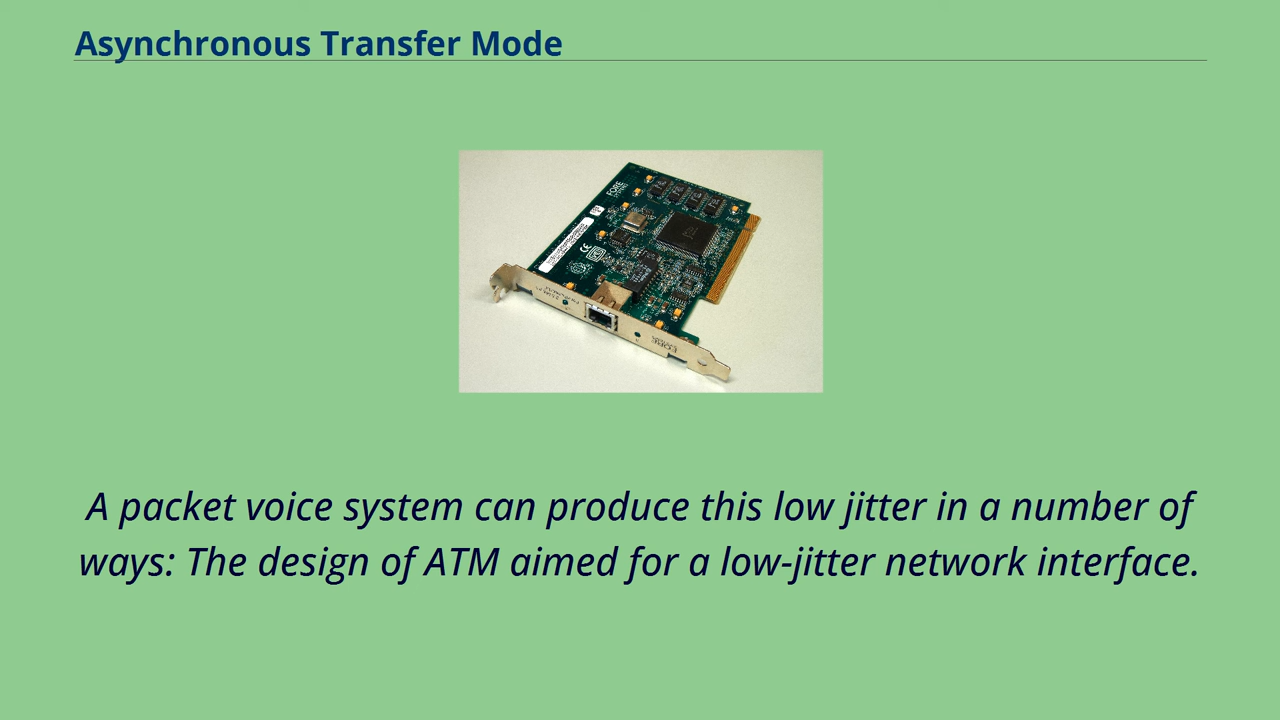 Asynchronous Transfer Mode
FORE
A packet voice system can produce this low jitter in a number of
ways: The design of ATM aimed for a low-jitter network interface.